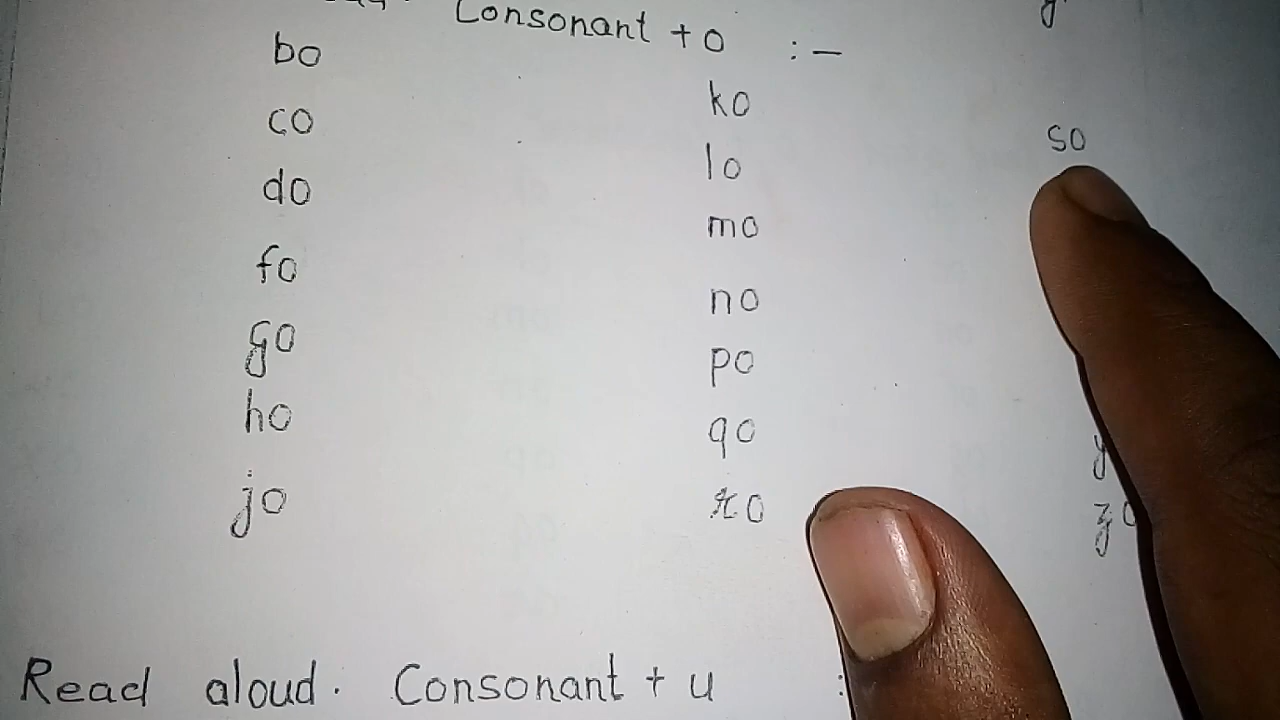 Consonant + o :-
bo
co
do
fo
go
ho
jo
ko
lo
mo
no
po
qo
ro
so
zo
Read aloud. Consonant + u :